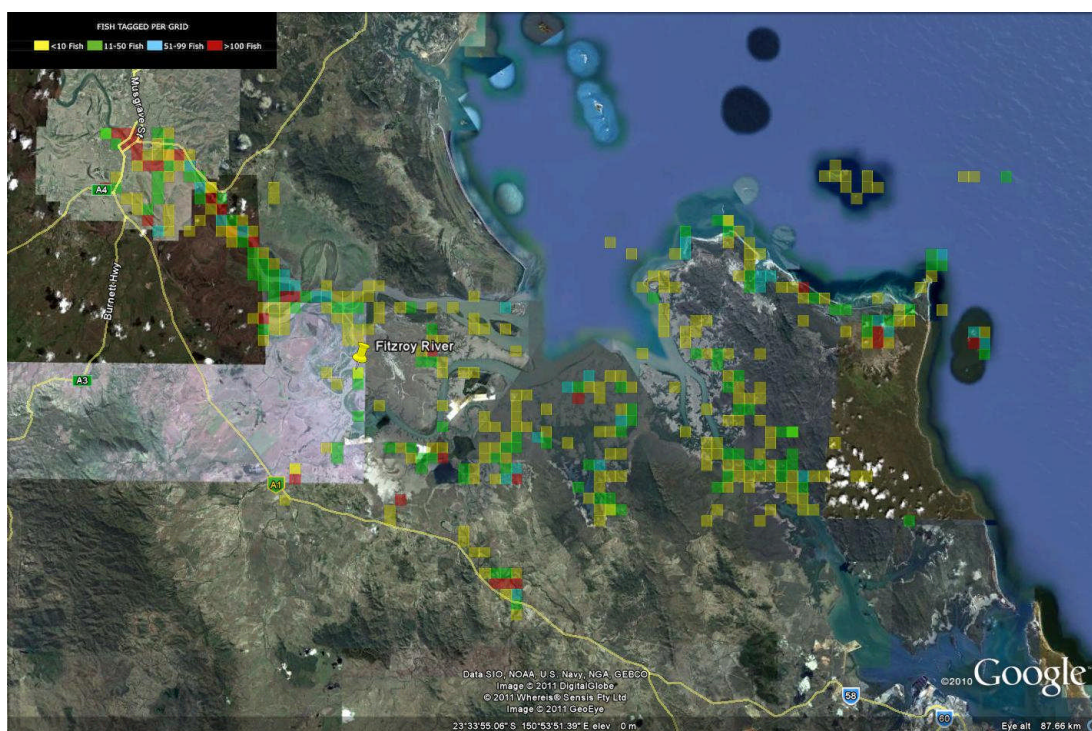 FISH TAGGED PER GRID
<10 Fish 11-50 Fish 51-99 Fish >100 Fish
Musgrave St
A4
Burnett Hwy
Fitzroy River
A3
A1
Data SIO, NOAA, U.S. Navy, NGA, GEBCO
Image © 2011 DigitalGlobe
© 2011 Whereis® Sensis Pty Ltd
Image © 2011 GeoEye
©2010 Google
58
60
23°33'55.06" S 150°53'51.39" E elev 0 m
Eye alt 87.66 km